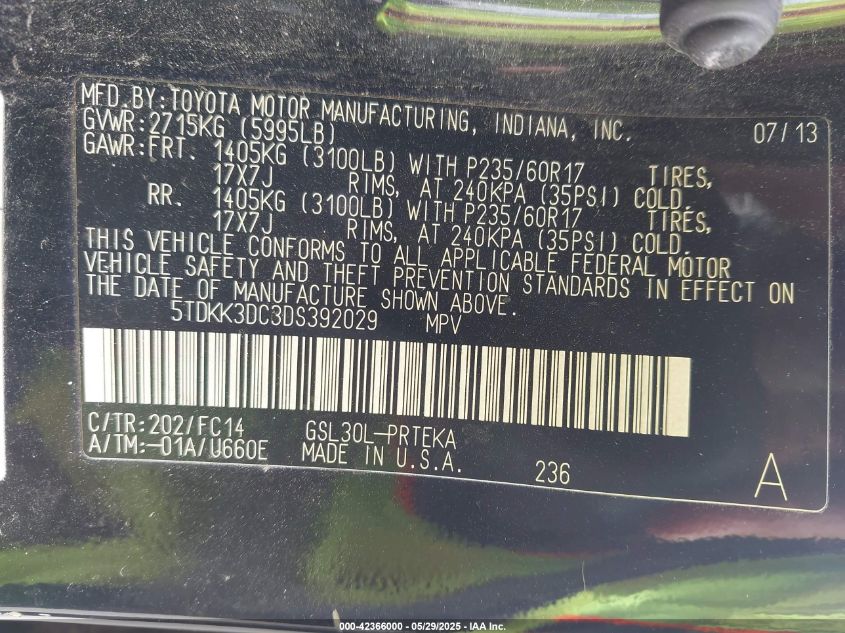 MFD.BY:TOYOTA MOTOR MANUFACTURING, INDIANA, INC. 07/13
GVWR:2715KG (5995LB)
GAWR:FRT. 1405KG (3100LB) WITH P235/60R17 TIRES,
17X7J RIMS, AT 240KPA (35PSI) COLD.
RR. 1405KG (3100LB) WITH P235/60R17 TIRES,
17X7J RIMS, AT 240KPA (35PSI) COLD.
THIS VEHICLE CONFORMS TO ALL APPLICABLE FEDERAL MOTOR
VEHICLE SAFETY AND THEFT PREVENTION STANDARDS IN EFFECT ON
THE DATE OF MANUFACTURE SHOWN ABOVE.
5TDKK3DC3DS392029 MPV
C/TR:202/FC14 GSL30L-PRTEKA
A/TM:-01A/U660E MADE IN U.S.A. 236 A
000-42366000 - 05/29/2025 - IAA Inc.